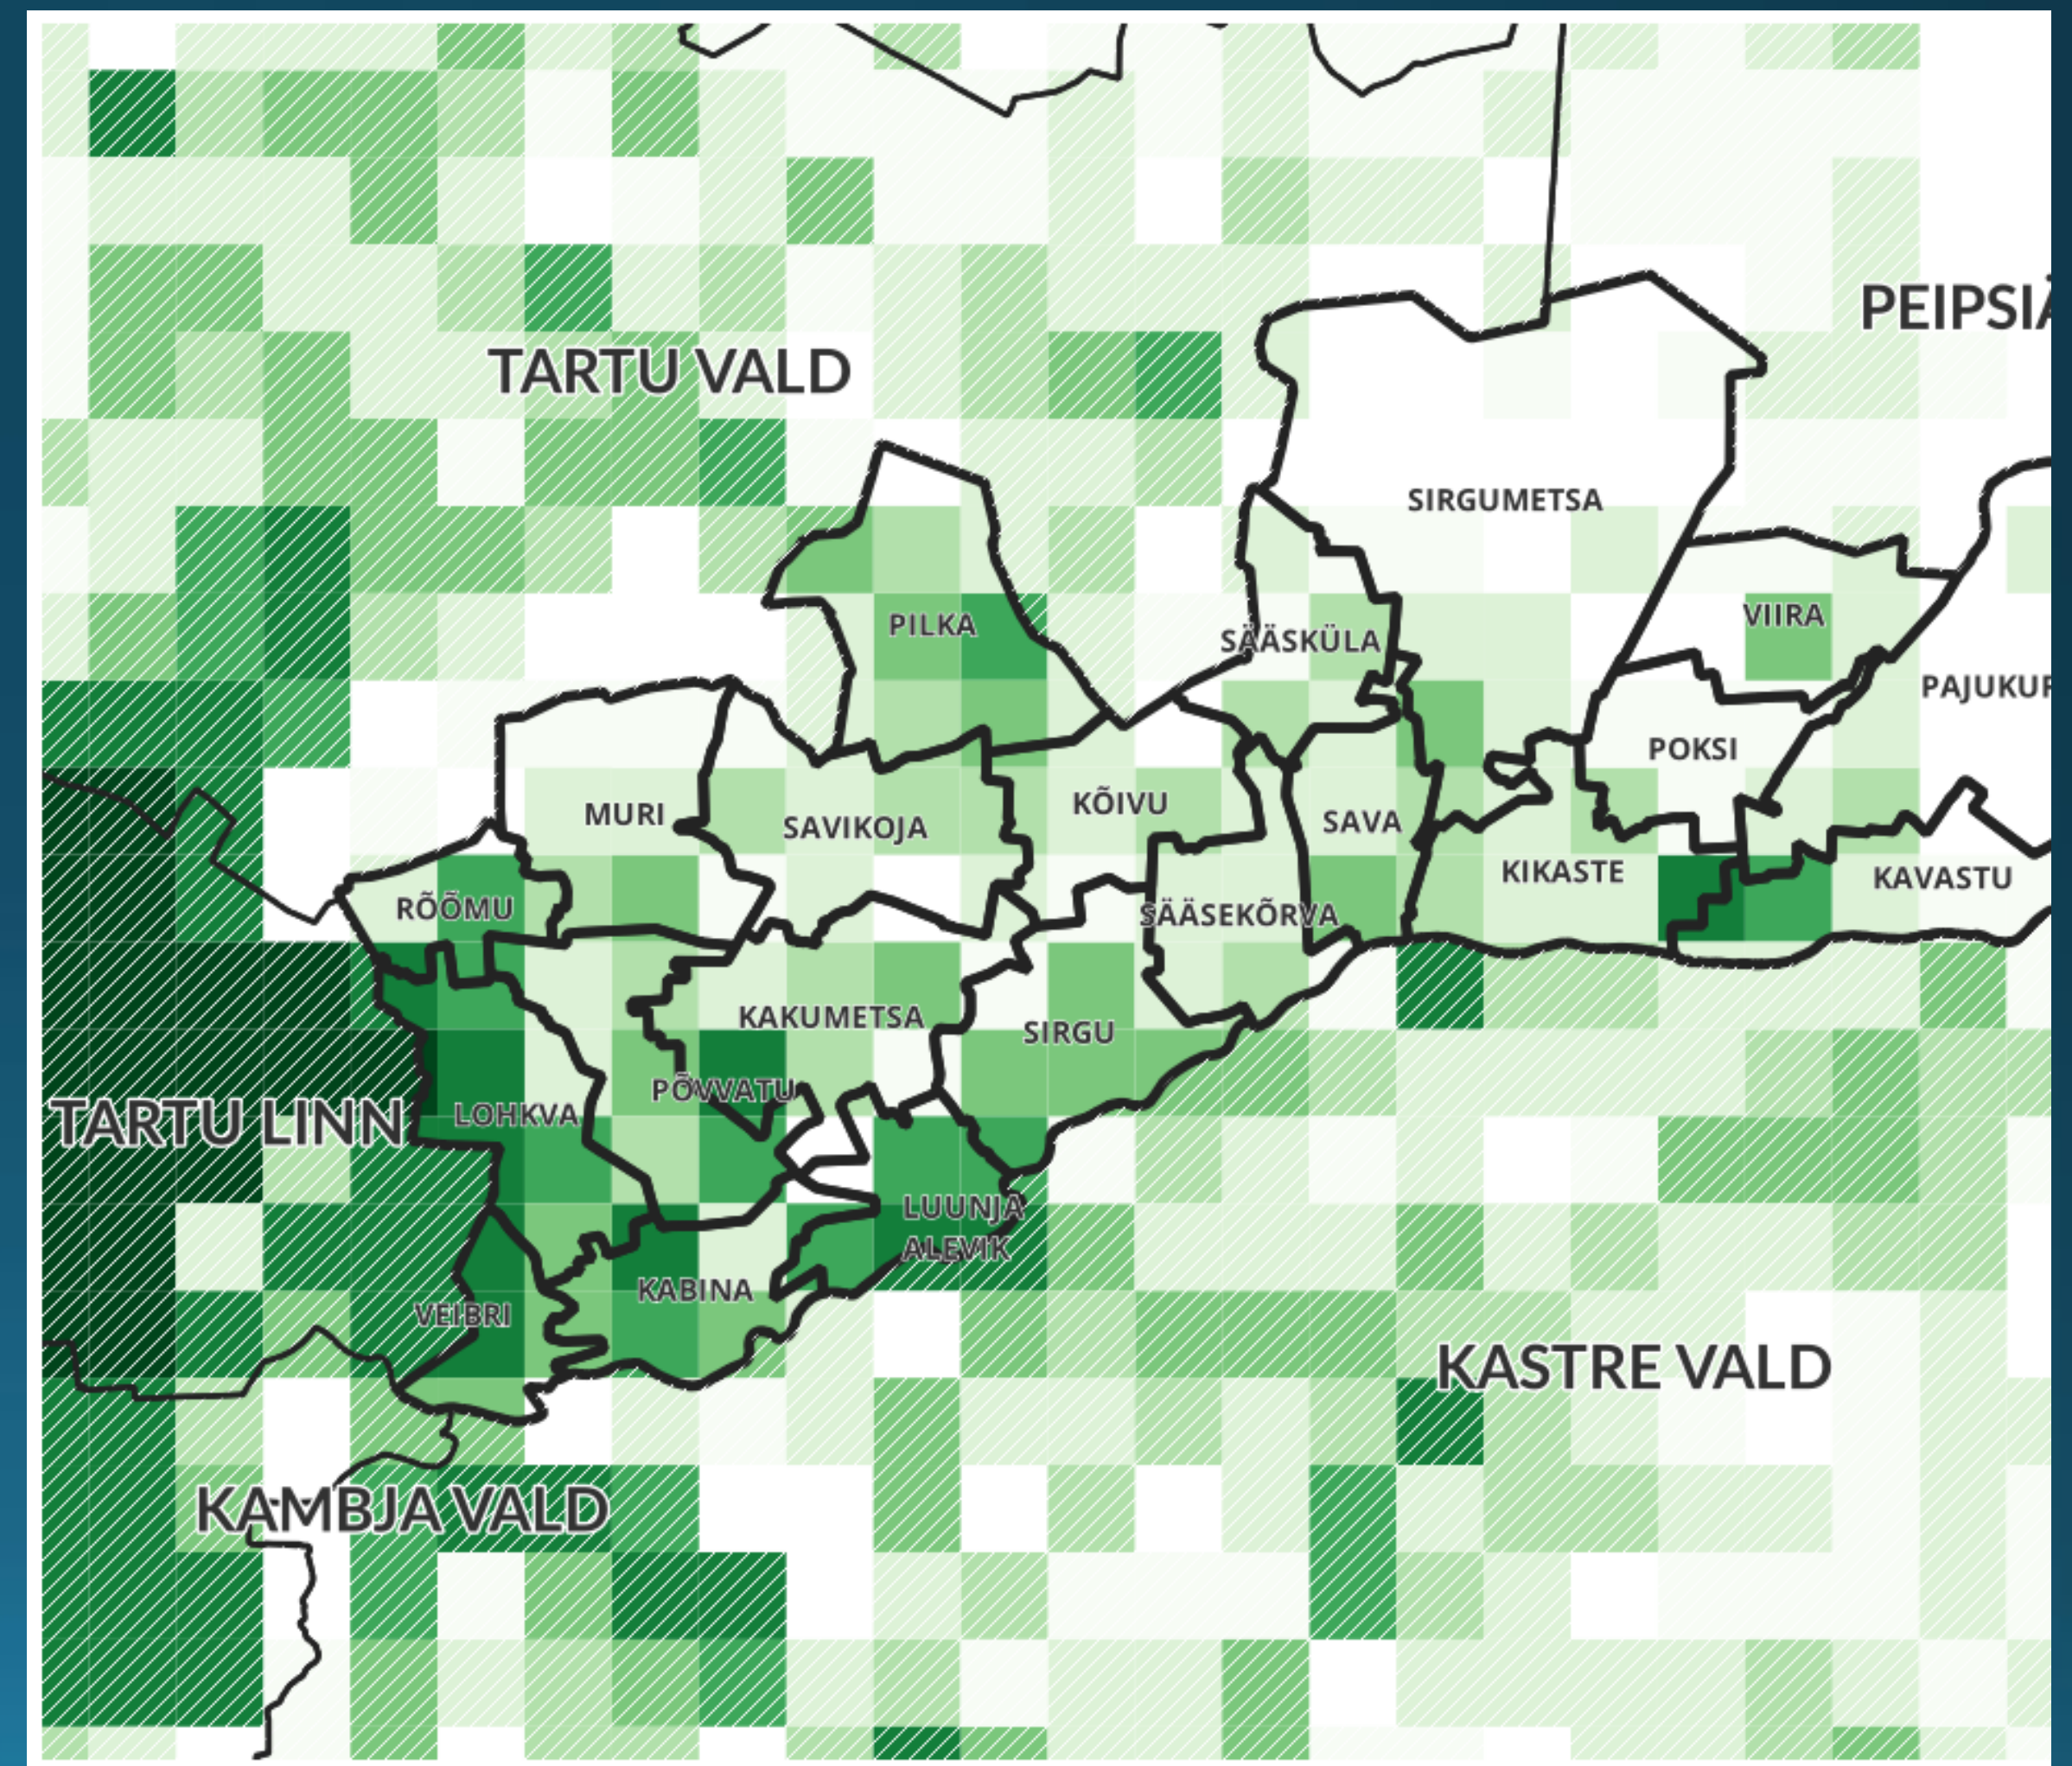 PEIPSIÄ
TARTU VALD
SIRGUMETSA
VIIRA
PILKA
SÄÄSKÜLA
PAJUKUR
POKSI
MURI
SAVIKOJA
KÕIVU
SAVA
KIKASTE
KAVASTU
RÕÕMU
SÄÄSEKÕRVA
KAKUMETSA
SIRGU
PÕVVATU
TARTU LINN
LOHKVA
LUUNJA
ALEVIK
KABINA
VEIBRI
KASTRE VALD
KAMBJA VALD